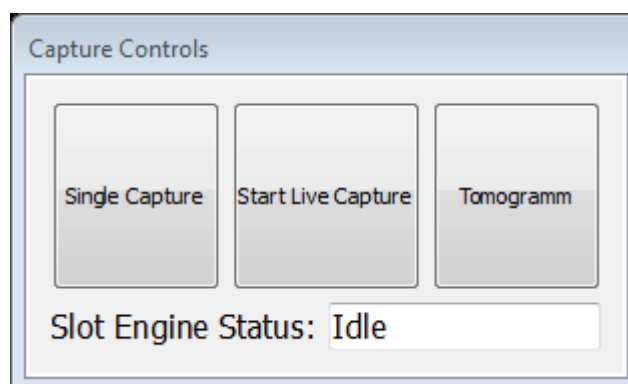 Capture Controls
Single Capture Start Live Capture Tomogramm
Slot Engine Status: Idle